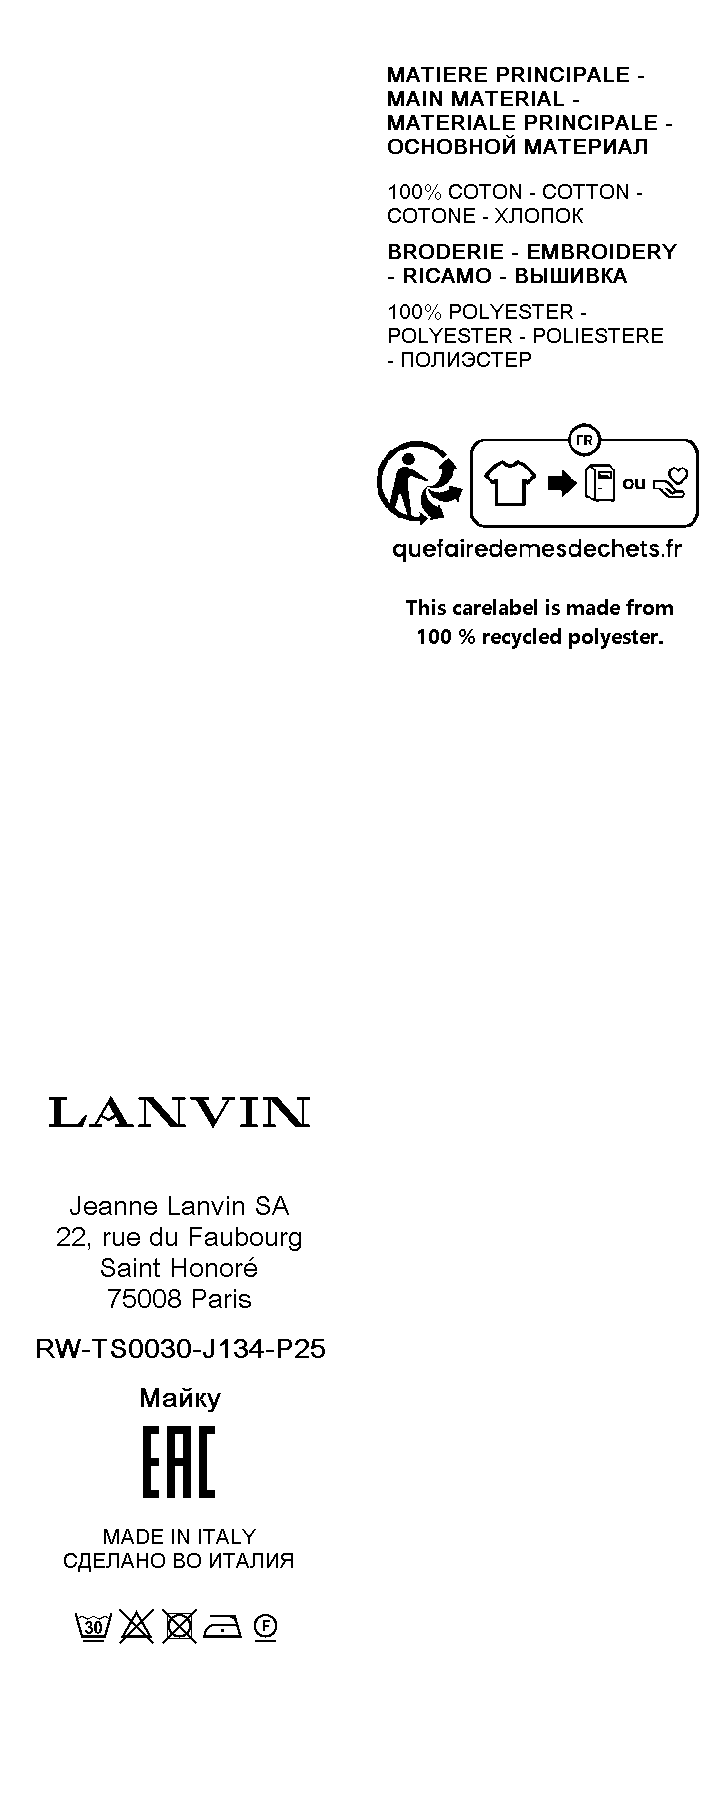 MATIERE PRINCIPALE -
MAIN MATERIAL -
MATERIALE PRINCIPALE -
ОСНОВНОЙ МАТЕРИАЛ
100% COTON - COTTON -
COTONE - ХЛОПОК
BRODERIE - EMBROIDERY
- RICAMO - ВЫШИВКА
100% POLYESTER -
POLYESTER - POLIESTERE
- ПОЛИЭСТЕР
FR
ou
quefairedemesdechets.fr
This carelabel is made from
100 % recycled polyester.
LANVIN
Jeanne Lanvin SA
22, rue du Faubourg
Saint Honoré
75008 Paris
RW-TS0030-J134-P25
Майку
EAC
MADE IN ITALY
СДЕЛАНО ВО ИТАЛИЯ
30 F